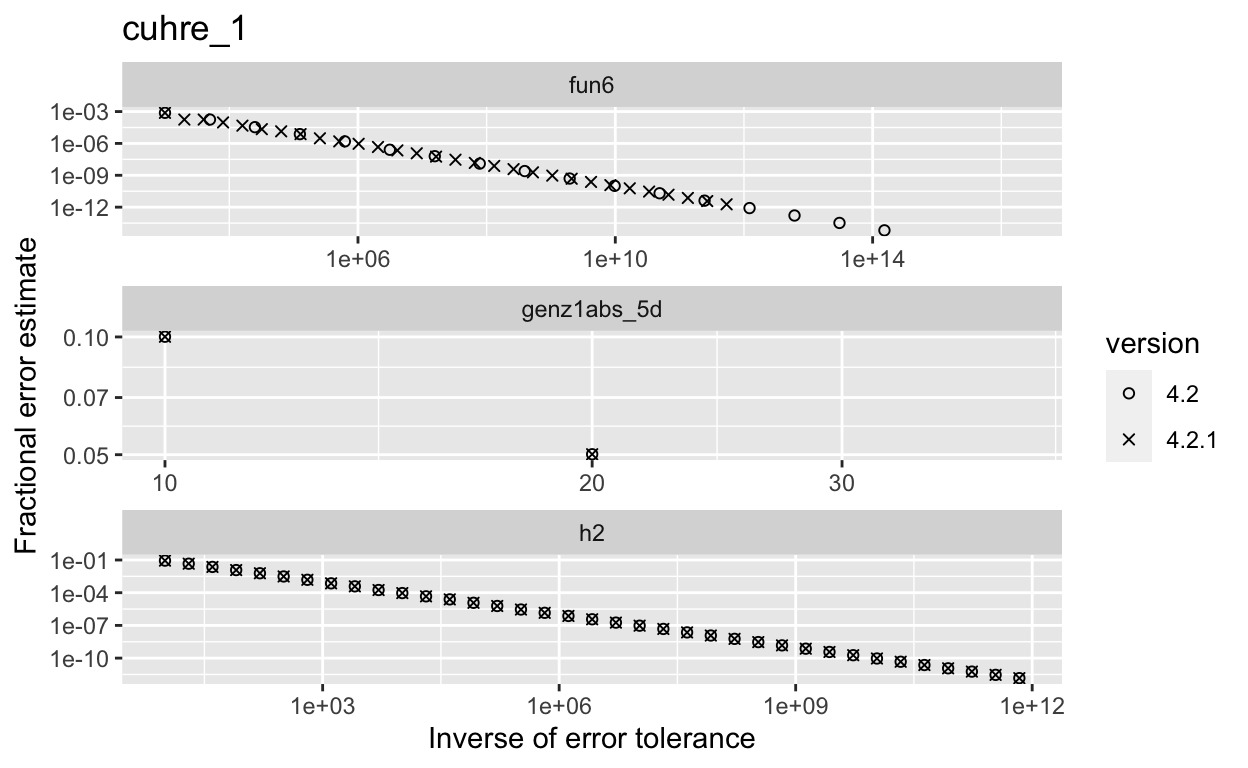 cuhre_1
fun6
1e-03
1e-06
1e-09
1e-12
1e+06 1e+10 1e+14
genz1abs_5d
0.10
0.07
0.05
10 20 30
h2
1e-01
1e-04
1e-07
1e-10
1e+03 1e+06 1e+09 1e+12
Inverse of error tolerance
Fractional error estimate
version
4.2
4.2.1